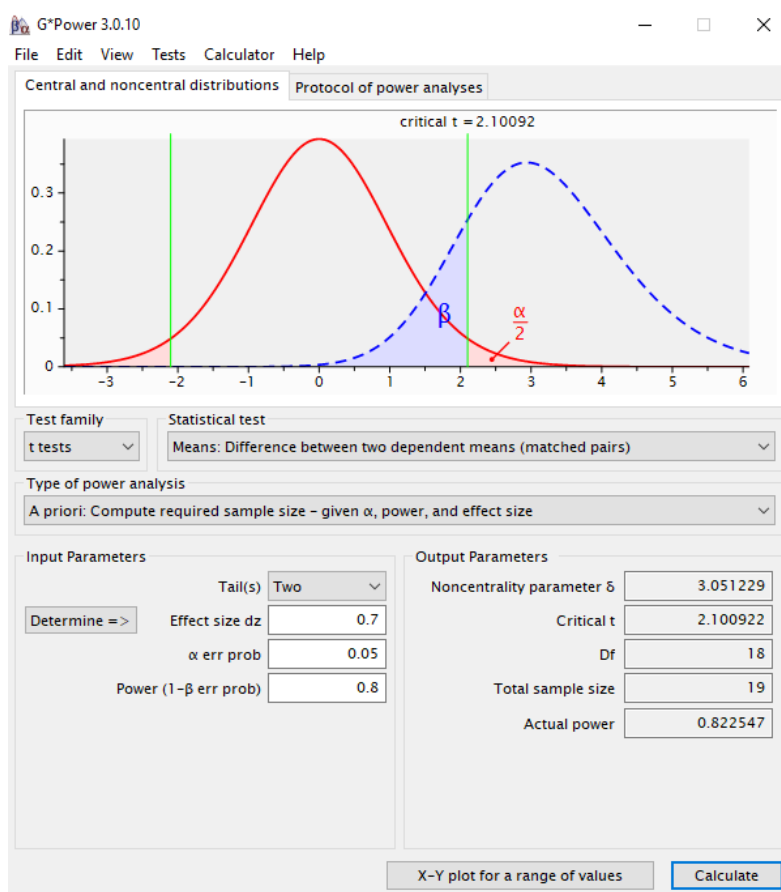 G*Power 3.0.10
File Edit View Tests Calculator Help
Central and noncentral distributions Protocol of power analyses
critical t = 2.10092
0.3
0.2
0.1
0
β
α
2
-3 -2 -1 0 1 2 3 4 5 6
Test family Statistical test
t tests Means: Difference between two dependent means (matched pairs)
Type of power analysis
A priori: Compute required sample size – given α, power, and effect size
Input Parameters
Tail(s) Two
Determine => Effect size dz 0.7
α err prob 0.05
Power (1-β err prob) 0.8
Output Parameters
Noncentrality parameter δ 3.051229
Critical t 2.100922
Df 18
Total sample size 19
Actual power 0.822547
X-Y plot for a range of values Calculate